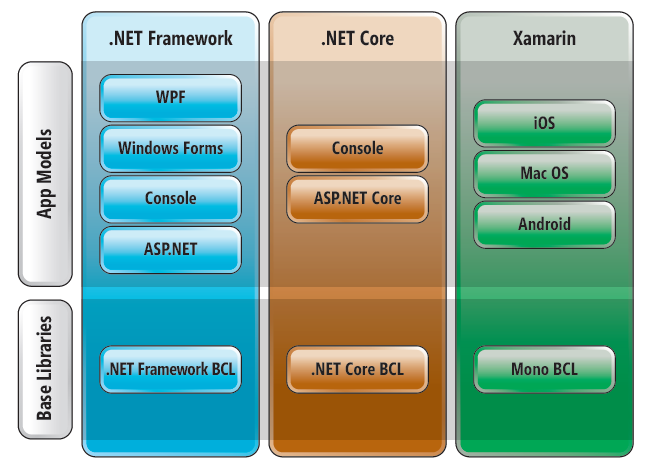 .NET Framework
.NET Core
Xamarin
App Models
WPF
Windows Forms
Console
ASP.NET
Console
ASP.NET Core
iOS
Mac OS
Android
Base Libraries
.NET Framework BCL
.NET Core BCL
Mono BCL